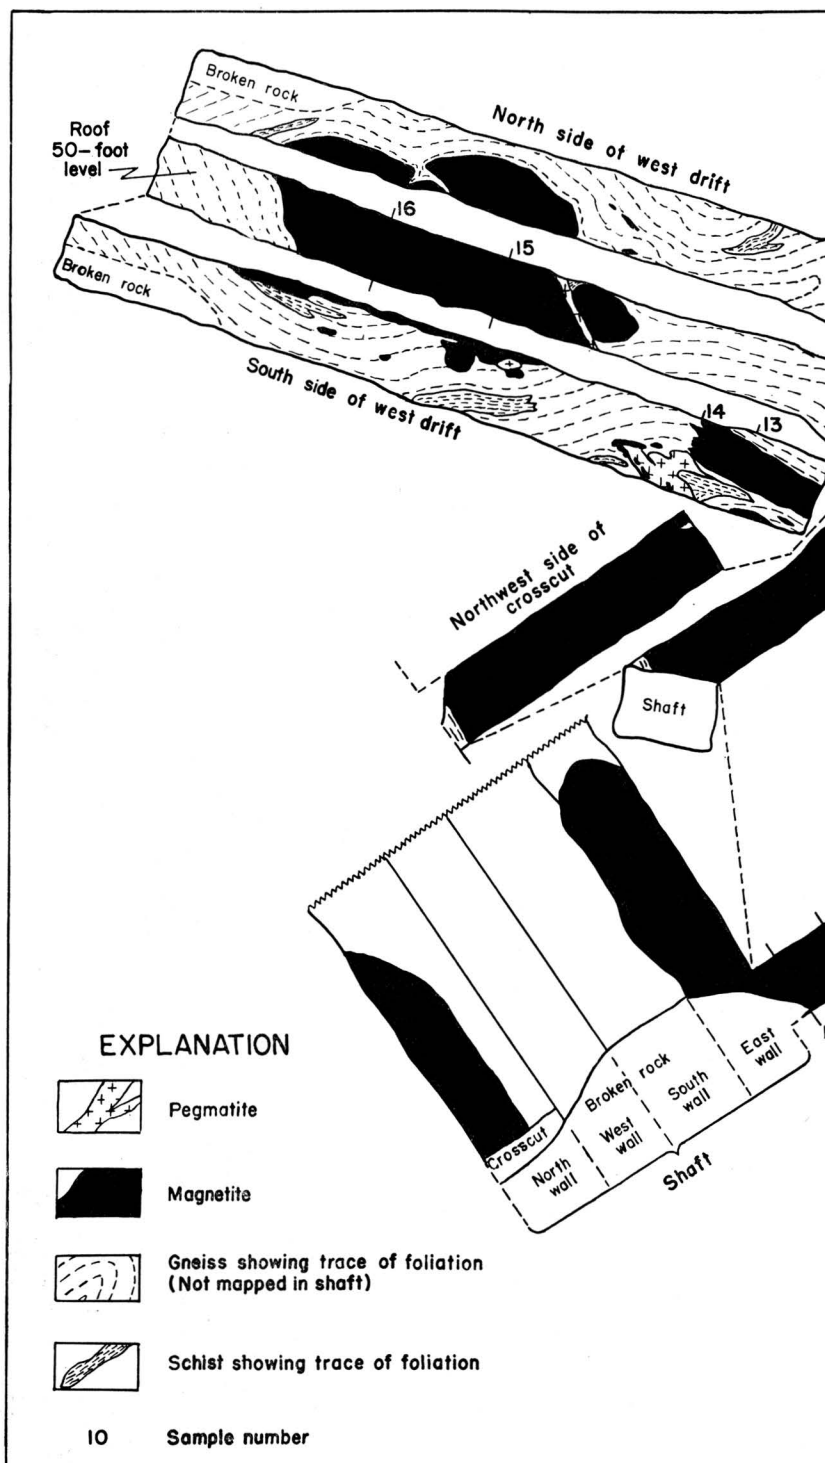 Broken rock
North side of west drift
Roof
50-foot
level
16
15
Broken rock
South side of west drift
14
13
Northwest side of
crosscut
Shaft
EXPLANATION
Pegmatite
Magnetite
Gneiss showing trace of foliation
(Not mapped in shaft)
Schist showing trace of foliation
10 Sample number
Crosscut
North
wall
Broken rock
West
wall
South
wall
East
wall
Shaft